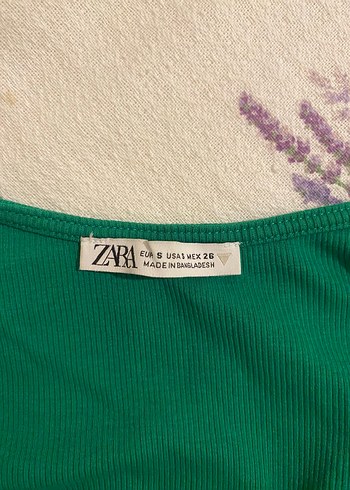 ZARA EUR S USA S MEX 26
MADE IN BANGLADESH